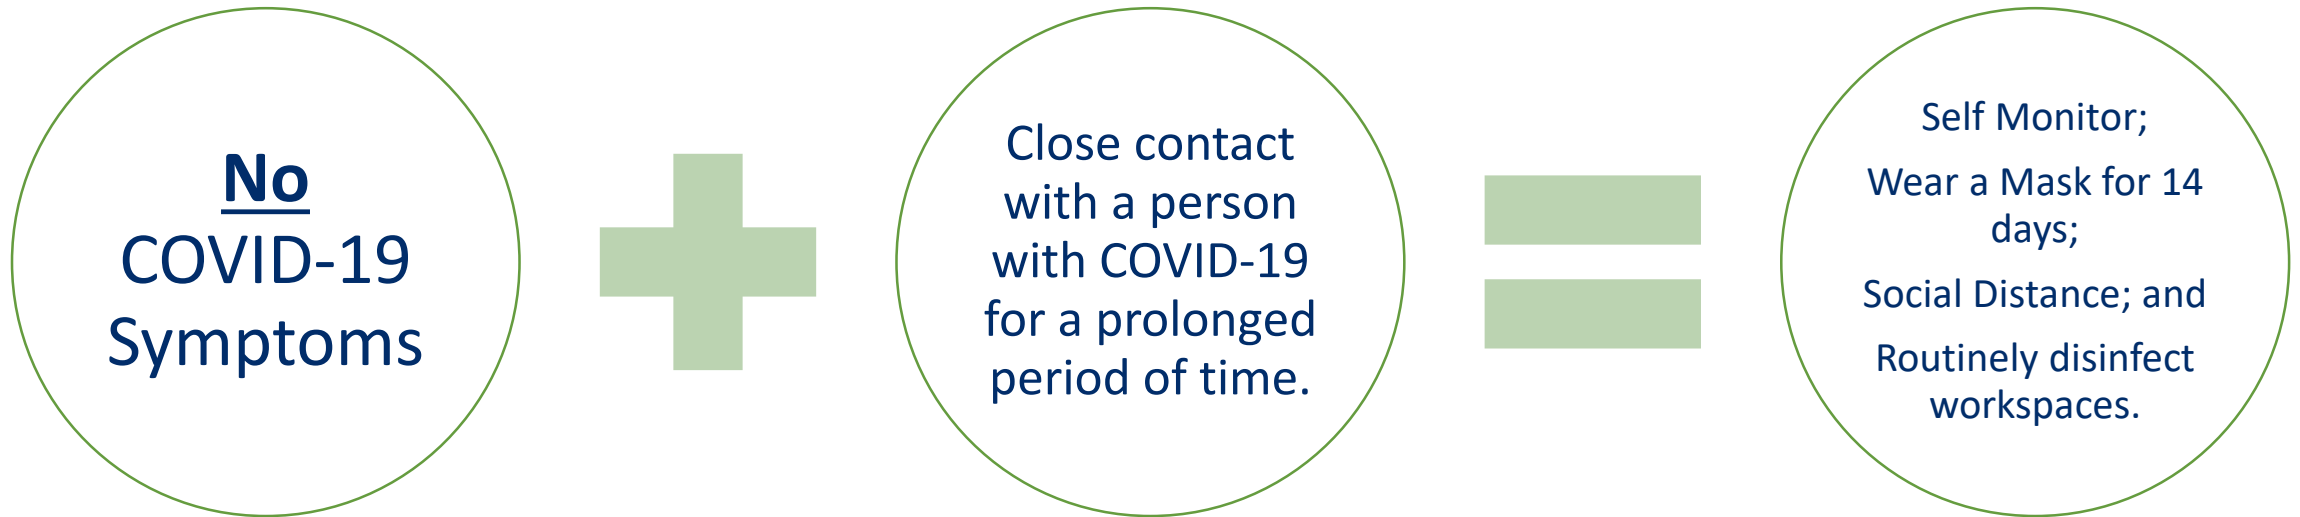 No
COVID-19
Symptoms
Close contact
with a person
with COVID-19
for a prolonged
period of time.
Self Monitor;
Wear a Mask for 14
days;
Social Distance; and
Routinely disinfect
workspaces.